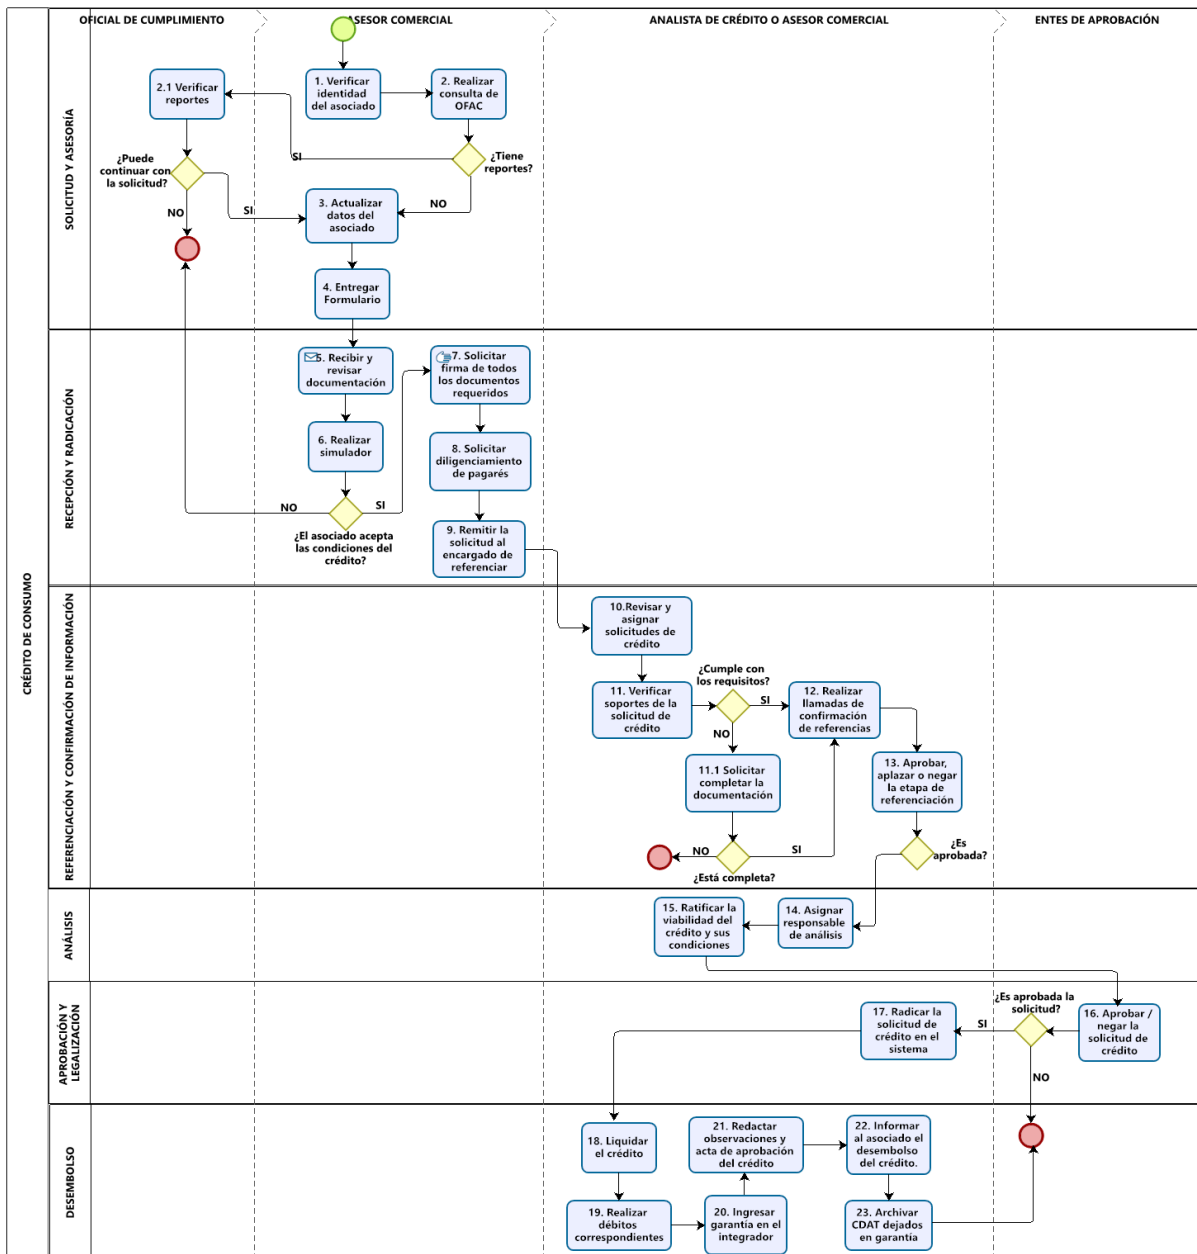 OFICIAL DE CUMPLIMIENTO
ASESOR COMERCIAL
ANALISTA DE CRÉDITO O ASESOR COMERCIAL
ENTES DE APROBACIÓN
CRÉDITO DE CONSUMO
SOLICITUD Y ASESORÍA
2.1 Verificar
reportes
1. Verificar
identidad
del asociado
2. Realizar
consulta de
OFAC
¿Puede
continuar con
la solicitud?
SI
¿Tiene
reportes?
NO
SI
NO
3. Actualizar
datos del
asociado
4. Entregar
Formulario
RECEPCIÓN Y RADICACIÓN
5. Recibir y
revisar
documentación
7. Solicitar
firma de todos
los documentos
requeridos
6. Realizar
simulador
8. Solicitar
diligenciamiento
de pagarés
NO
SI
¿El asociado acepta
las condiciones del
crédito?
9. Remitir la
solicitud al
encargado de
referenciar
REFERENCIACIÓN Y CONFIRMACIÓN DE INFORMACIÓN
10.Revisar y
asignar
solicitudes de
crédito
11. Verificar
soportes de la
solicitud de
crédito
¿Cumple con
los requisitos?
SI
NO
12. Realizar
llamadas de
confirmación
de referencias
11.1 Solicitar
completar la
documentación
13. Aprobar,
aplazar o negar
la etapa de
referenciación
NO
SI
¿Está completa?
¿Es
aprobada?
ANÁLISIS
15. Ratificar la
viabilidad del
crédito y sus
condiciones
14. Asignar
responsable
de análisis
APROBACIÓN Y
LEGALIZACIÓN
17. Radicar la
solicitud de
crédito en el
sistema
SI
¿Es aprobada la
solicitud?
NO
16. Aprobar /
negar la
solicitud de
crédito
DESEMBOLSO
18. Liquidar
el crédito
21. Redactar
observaciones y
acta de aprobación
del crédito
22. Informar
al asociado el
desembolso
del crédito.
19. Realizar
débitos
correspondientes
20. Ingresar
garantía en el
integrador
23. Archivar
CDAT dejados
en garantía